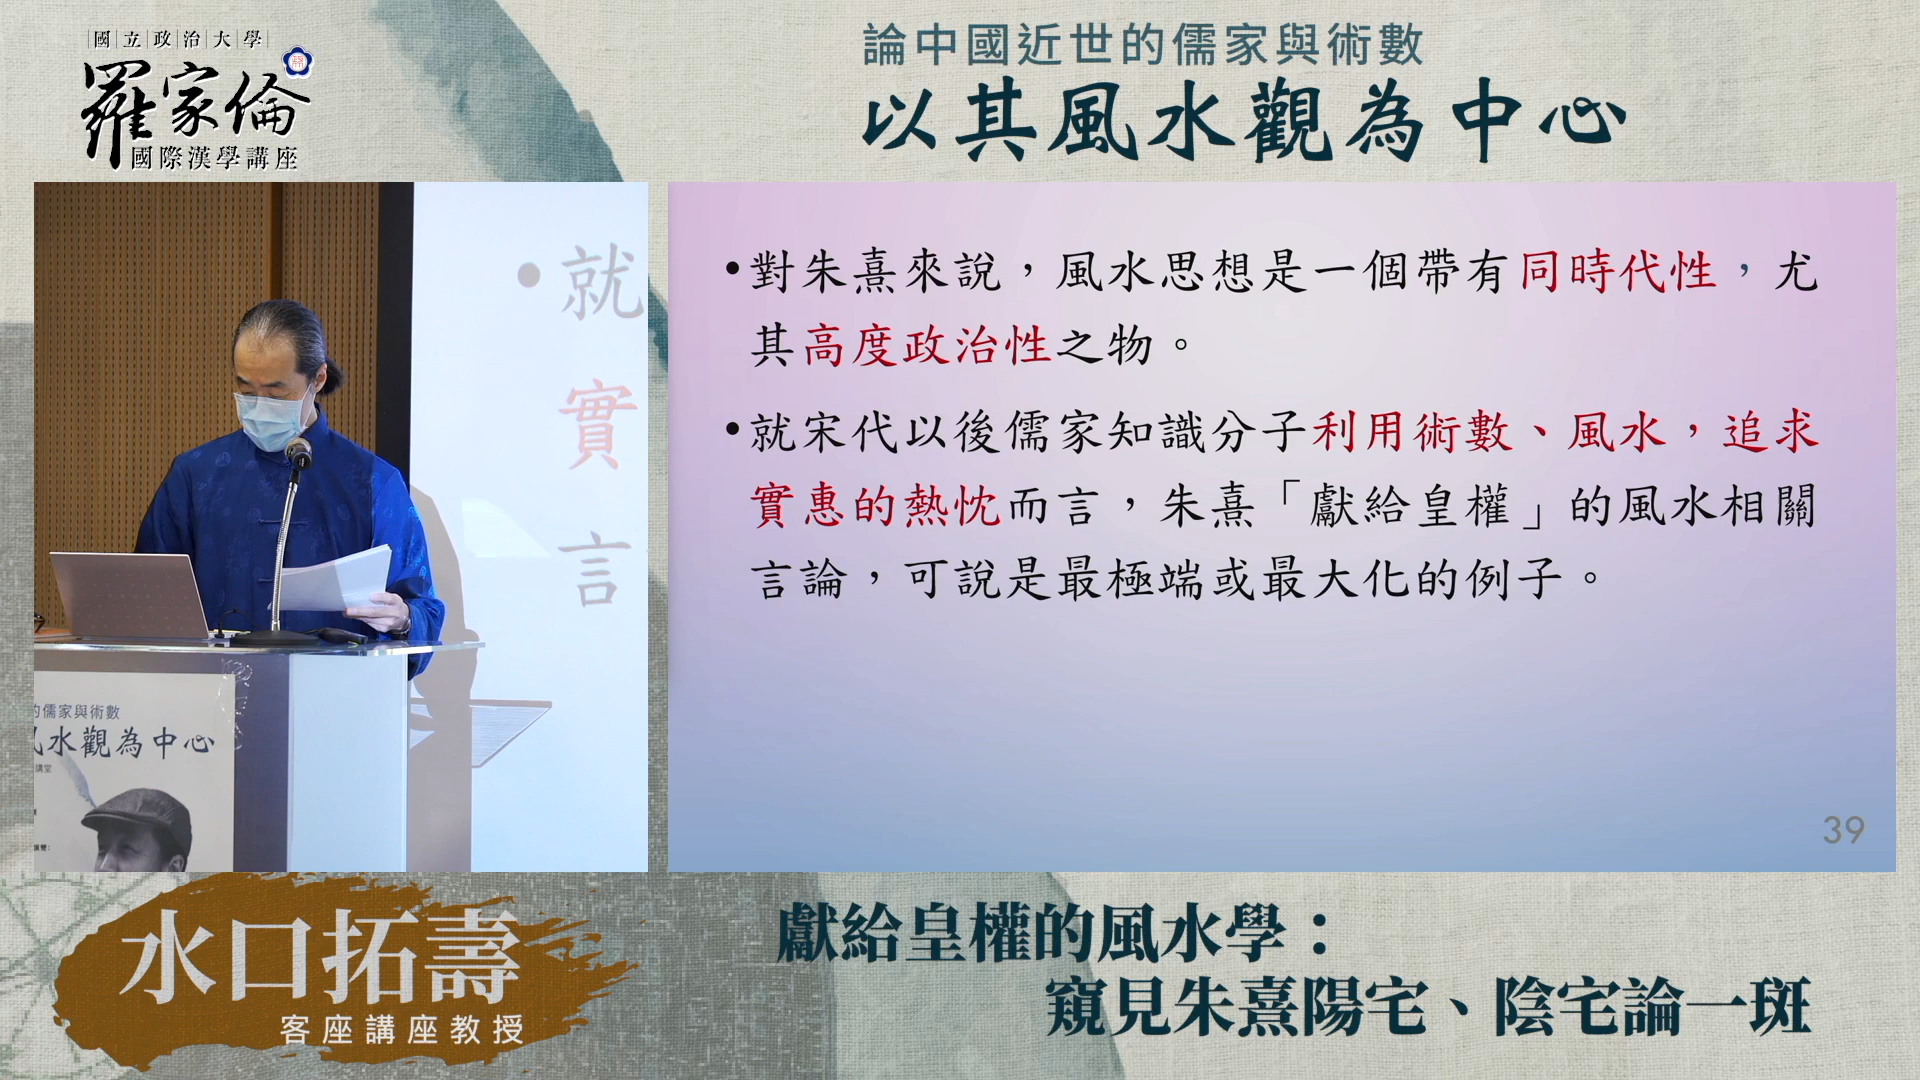 國立政治大學
羅家倫
國際漢學講座
論中國近世的儒家與術數
以其風水觀為中心
•對朱熹來說，風水思想是一個帶有同時代性，尤
其高度政治性之物。
•就宋代以後儒家知識分子利用術數、風水，追求
實惠的熱忱而言，朱熹「獻給皇權」的風水相關
言論，可說是最極端或最大化的例子。
39
•就
實
言
的儒家與術數
水觀為中心
講堂
水口拓壽
客座講座教授
獻給皇權的風水學：
窺見朱熹陽宅、陰宅論一斑